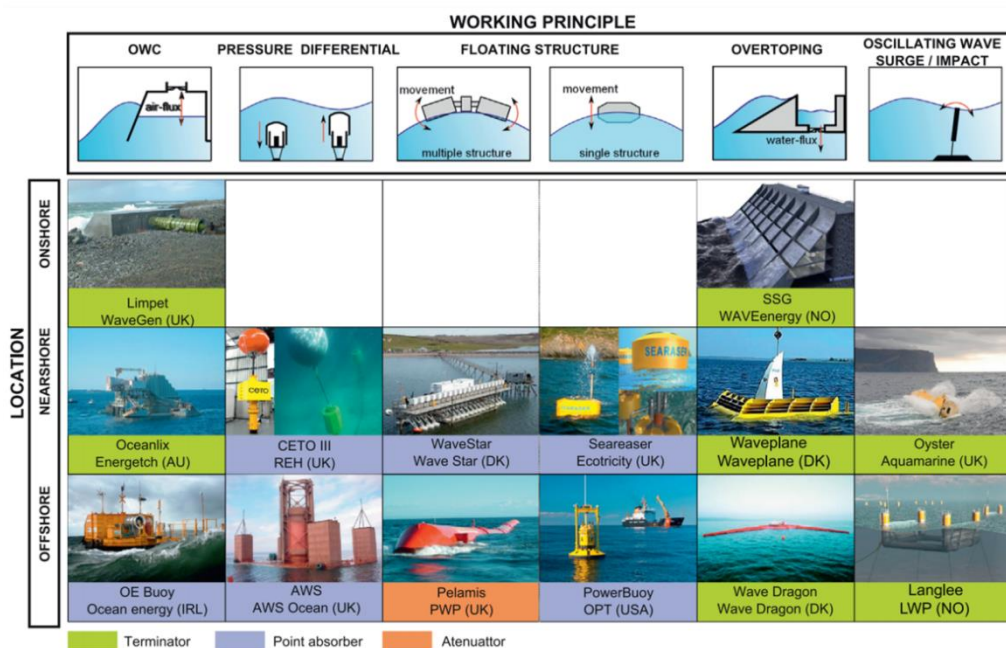 WORKING PRINCIPLE
OWC
PRESSURE DIFFERENTIAL
FLOATING STRUCTURE
OVERTOPING
OSCILLATING WAVE
SURGE / IMPACT
air-flux
movement
multiple structure
movement
single structure
water-flux
LOCATION
ONSHORE
Limpet
WaveGen (UK)
SSG
WAVEenergy (NO)
NEARSHORE
CETO
SEARASER
Oceanlix
Energetch (AU)
CETO III
REH (UK)
WaveStar
Wave Star (DK)
Seareaser
Ecotricity (UK)
Waveplane
Waveplane (DK)
Oyster
Aquamarine (UK)
OFFSHORE
OE Buoy
Ocean energy (IRL)
AWS
AWS Ocean (UK)
Pelamis
PWP (UK)
PowerBuoy
OPT (USA)
Wave Dragon
Wave Dragon (DK)
Langlee
LWP (NO)
Terminator
Point absorber
Atenuattor